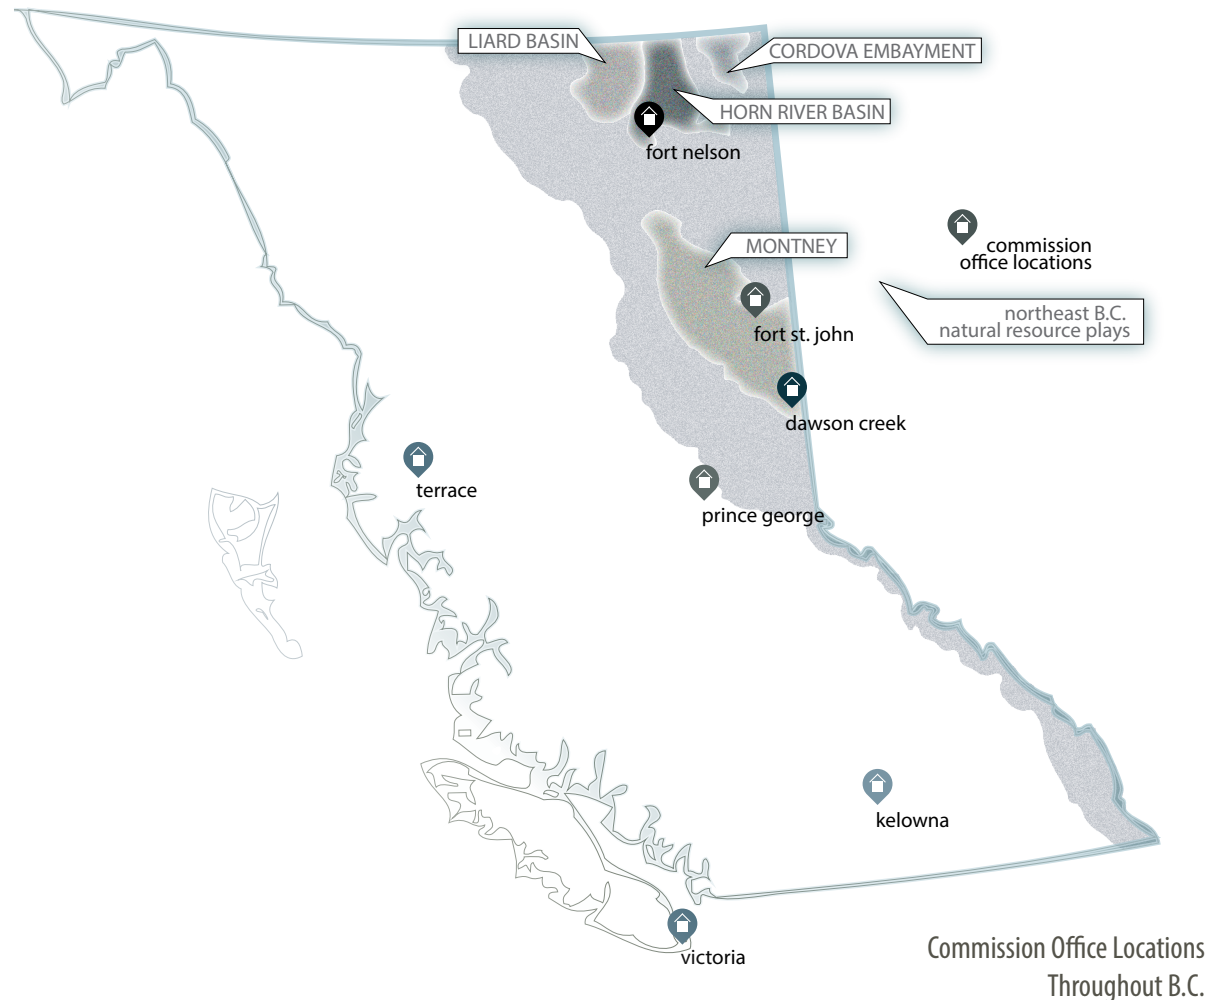 LIARD BASIN
CORDOVA EMBAYMENT
HORN RIVER BASIN
fort nelson
commission
office locations
MONTNEY
northeast B.C.
natural resource plays
fort st. john
dawson creek
terrace
prince george
kelowna
victoria
Commission Office Locations
Throughout B.C.